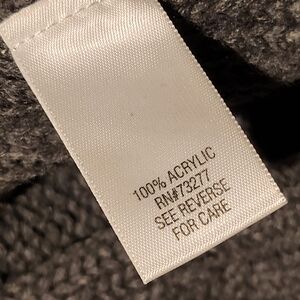 100% ACRYLIC
RN#73277
SEE REVERSE
FOR CARE